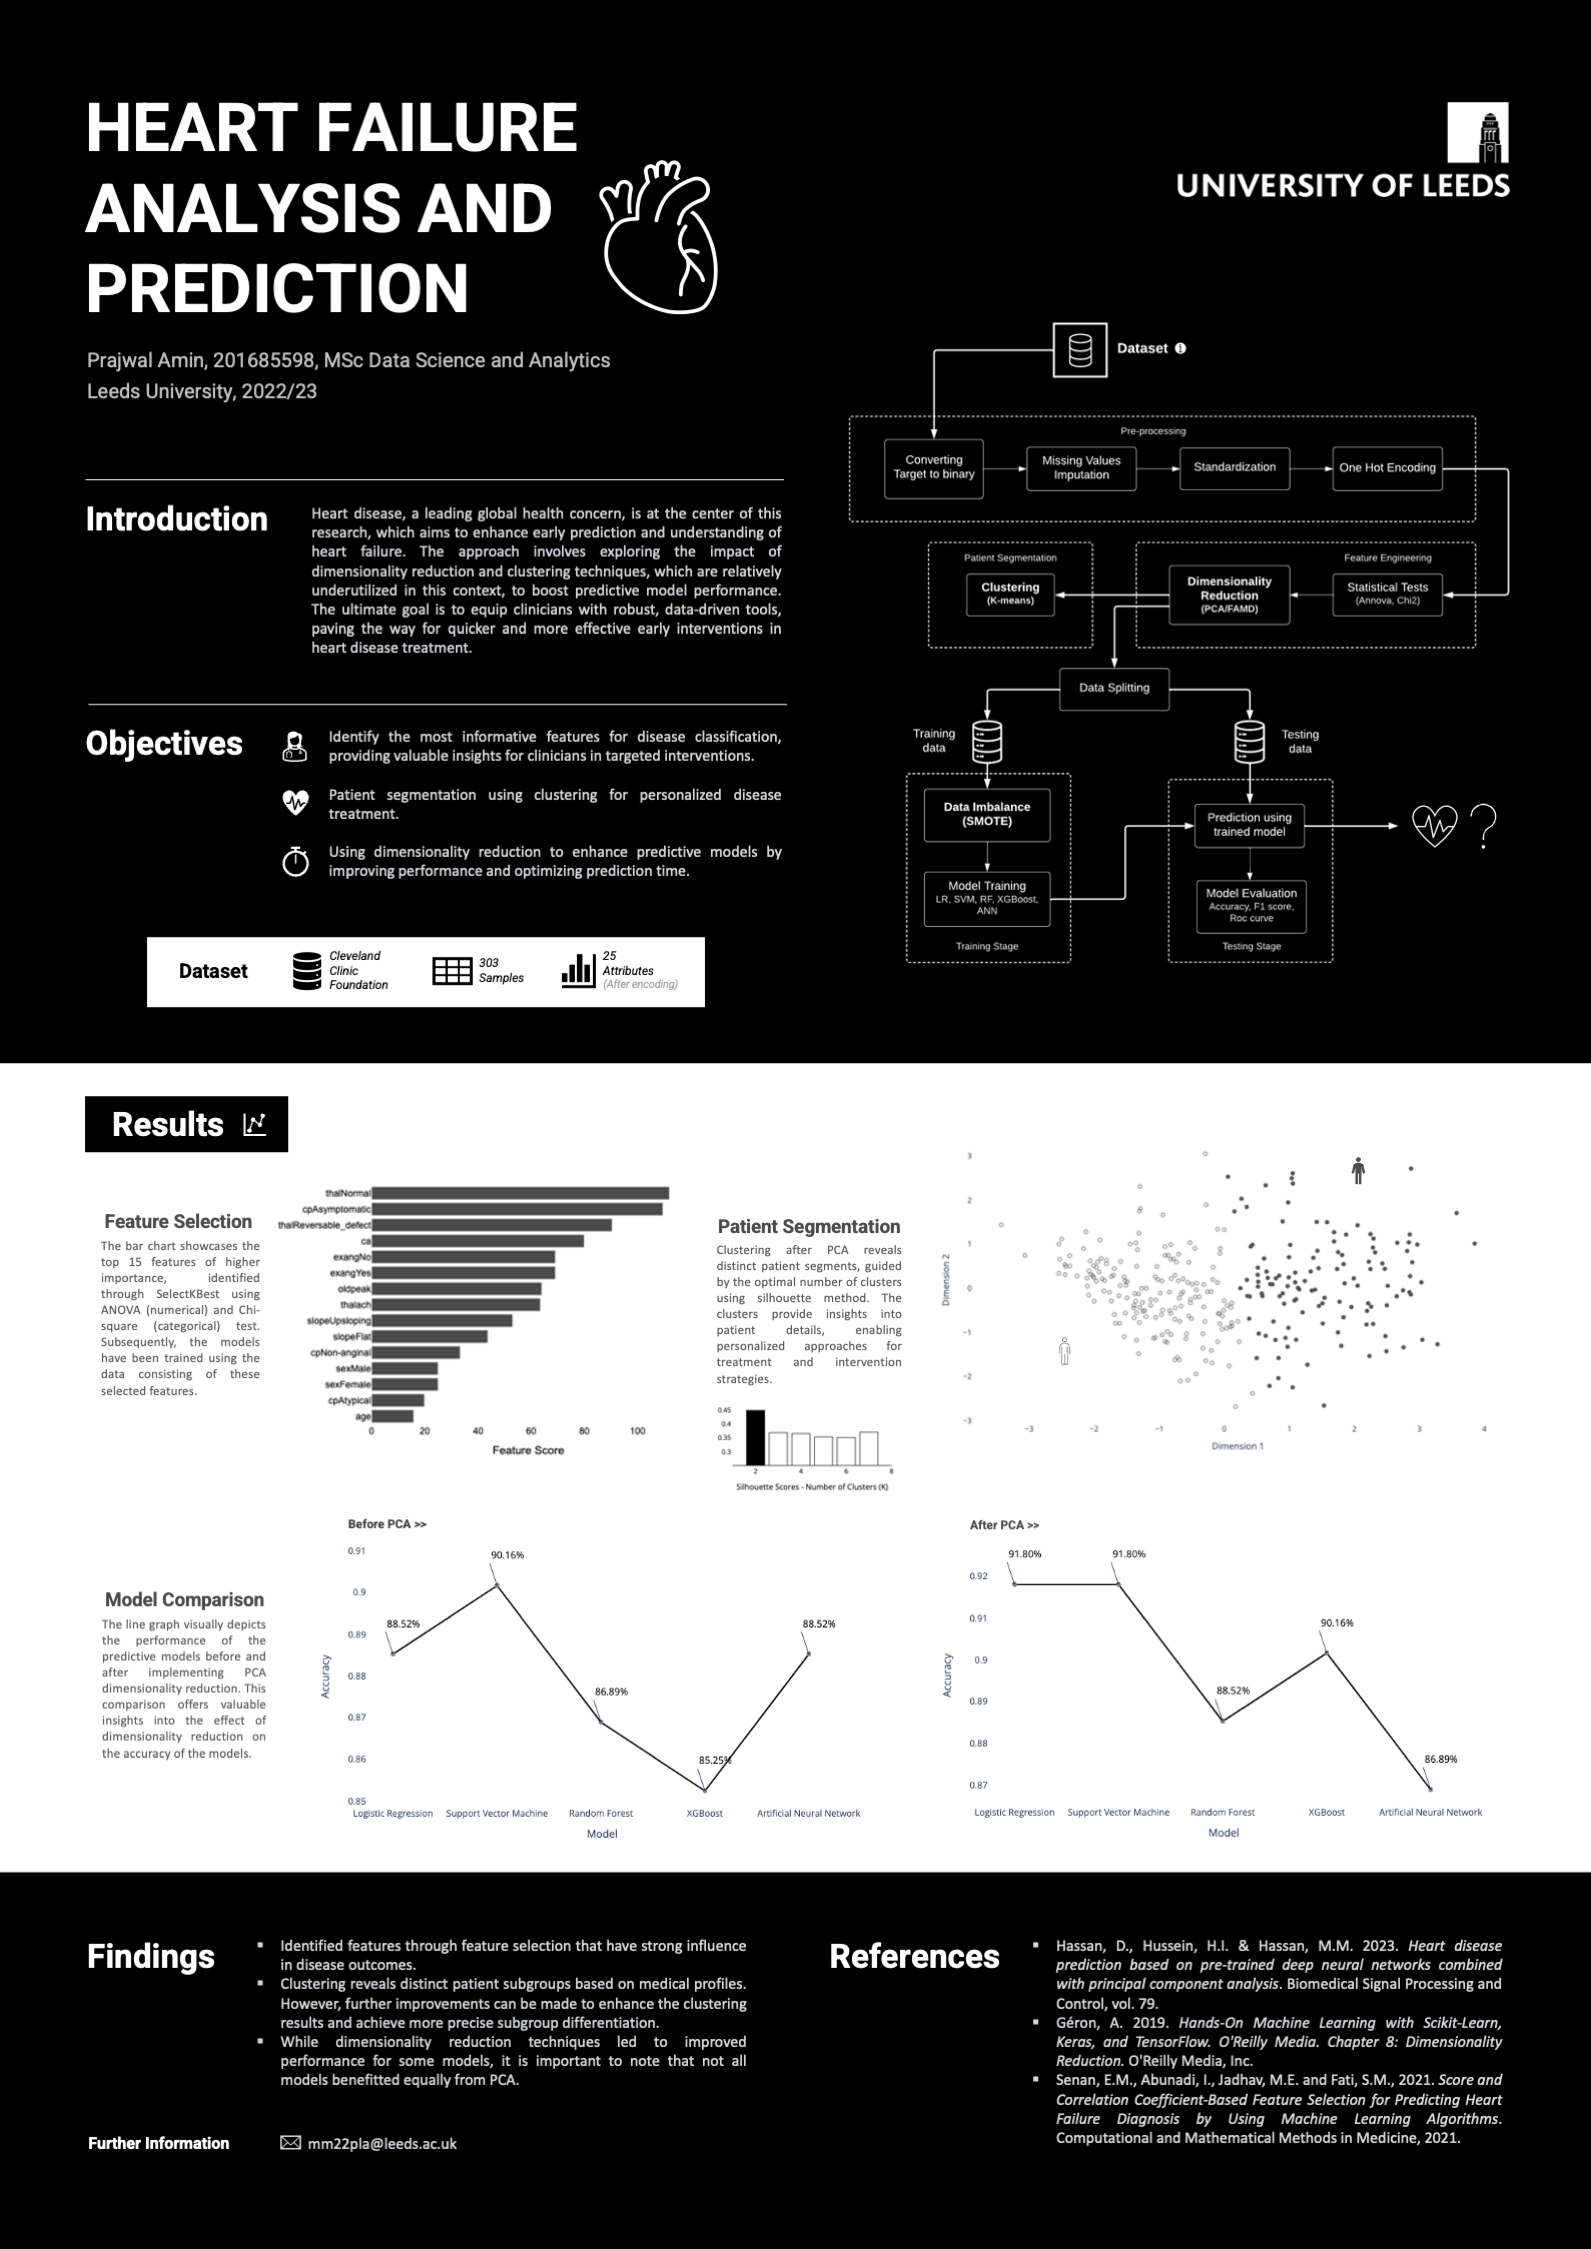 HEART FAILURE
ANALYSIS AND
PREDICTION
Prajwal Amin, 201685598, MSc Data Science and Analytics
Leeds University, 2022/23
UNIVERSITY OF LEEDS
Introduction
Heart disease, a leading global health concern, is at the center of this
research, which aims to enhance early prediction and understanding of
heart failure. The approach involves exploring the impact of
dimensionality reduction and clustering techniques, which are relatively
underutilized in this context, to boost predictive model performance.
The ultimate goal is to equip clinicians with robust, data-driven tools,
paving the way for quicker and more effective early interventions in
heart disease treatment.
Objectives
Identify the most informative features for disease classification,
providing valuable insights for clinicians in targeted interventions.
Patient segmentation using clustering for personalized disease
treatment.
Using dimensionality reduction to enhance predictive models by
improving performance and optimizing prediction time.
Dataset
Cleveland
Clinic
Foundation
303
Samples
25
Attributes
(After encoding)
Dataset
Pre-processing
Converting
Target to binary
Missing Values
Imputation
Standardization
One Hot Encoding
Patient Segmentation
Clustering
(K-means)
Feature Engineering
Dimensionality
Reduction
(PCA/FAMD)
Statistical Tests
(Annova, Chi2)
Data Splitting
Training
data
Testing
data
Data Imbalance
(SMOTE)
Model Training
LR, SVM, RF, XGBoost,
ANN
Training Stage
Prediction using
trained model
Model Evaluation
Accuracy, F1 score,
Roc curve
Testing Stage
?
Results
Feature Selection
The bar chart showcases the
top 15 features of higher
importance, identified
through SelectKBest using
ANOVA (numerical) and Chi-
square (categorical) test.
Subsequently, the models
have been trained using the
data consisting of these
selected features.
thalNormal
cpAsymptomatic
thalReversable_defect
ca
exangNo
exangYes
oldpeak
thalach
slopeUpsloping
slopeFlat
cpNon-anginal
sexMale
sexFemale
cpAtypical
age
0 20 40 60 80 100
Feature Score
Patient Segmentation
Clustering after PCA reveals
distinct patient segments, guided
by the optimal number of clusters
using silhouette method. The
clusters provide insights into
patient details, enabling
personalized approaches for
treatment and intervention
strategies.
0.45
0.4
0.35
0.3
2 4 6 8
Silhouette Scores - Number of Clusters (K)
3
2
1
0
−1
−2
−3
Dimension 2
−3 −2 −1 0 1 2 3 4
Dimension 1
Model Comparison
The line graph visually depicts
the performance of the
predictive models before and
after implementing PCA
dimensionality reduction. This
comparison offers valuable
insights into the effect of
dimensionality reduction on
the accuracy of the models.
Before PCA >>
0.91
0.9
0.89
0.88
0.87
0.86
0.85
Accuracy
88.52%
90.16%
86.89%
85.25%
88.52%
Logistic Regression Support Vector Machine Random Forest XGBoost Artificial Neural Network
Model
After PCA >>
0.92
0.91
0.9
0.89
0.88
0.87
Accuracy
91.80%
91.80%
88.52%
90.16%
86.89%
Logistic Regression Support Vector Machine Random Forest XGBoost Artificial Neural Network
Model
Findings
▪ Identified features through feature selection that have strong influence
in disease outcomes.
▪ Clustering reveals distinct patient subgroups based on medical profiles.
However, further improvements can be made to enhance the clustering
results and achieve more precise subgroup differentiation.
▪ While dimensionality reduction techniques led to improved
performance for some models, it is important to note that not all
models benefitted equally from PCA.
Further Information
mm22pla@leeds.ac.uk
References
▪ Hassan, D., Hussein, H.I. & Hassan, M.M. 2023. Heart disease
prediction based on pre-trained deep neural networks combined
with principal component analysis. Biomedical Signal Processing and
Control, vol. 79.
▪ Géron, A. 2019. Hands-On Machine Learning with Scikit-Learn,
Keras, and TensorFlow. O'Reilly Media. Chapter 8: Dimensionality
Reduction. O'Reilly Media, Inc.
▪ Senan, E.M., Abunadi, I., Jadhav, M.E. and Fati, S.M., 2021. Score and
Correlation Coefficient-Based Feature Selection for Predicting Heart
Failure Diagnosis by Using Machine Learning Algorithms.
Computational and Mathematical Methods in Medicine, 2021.